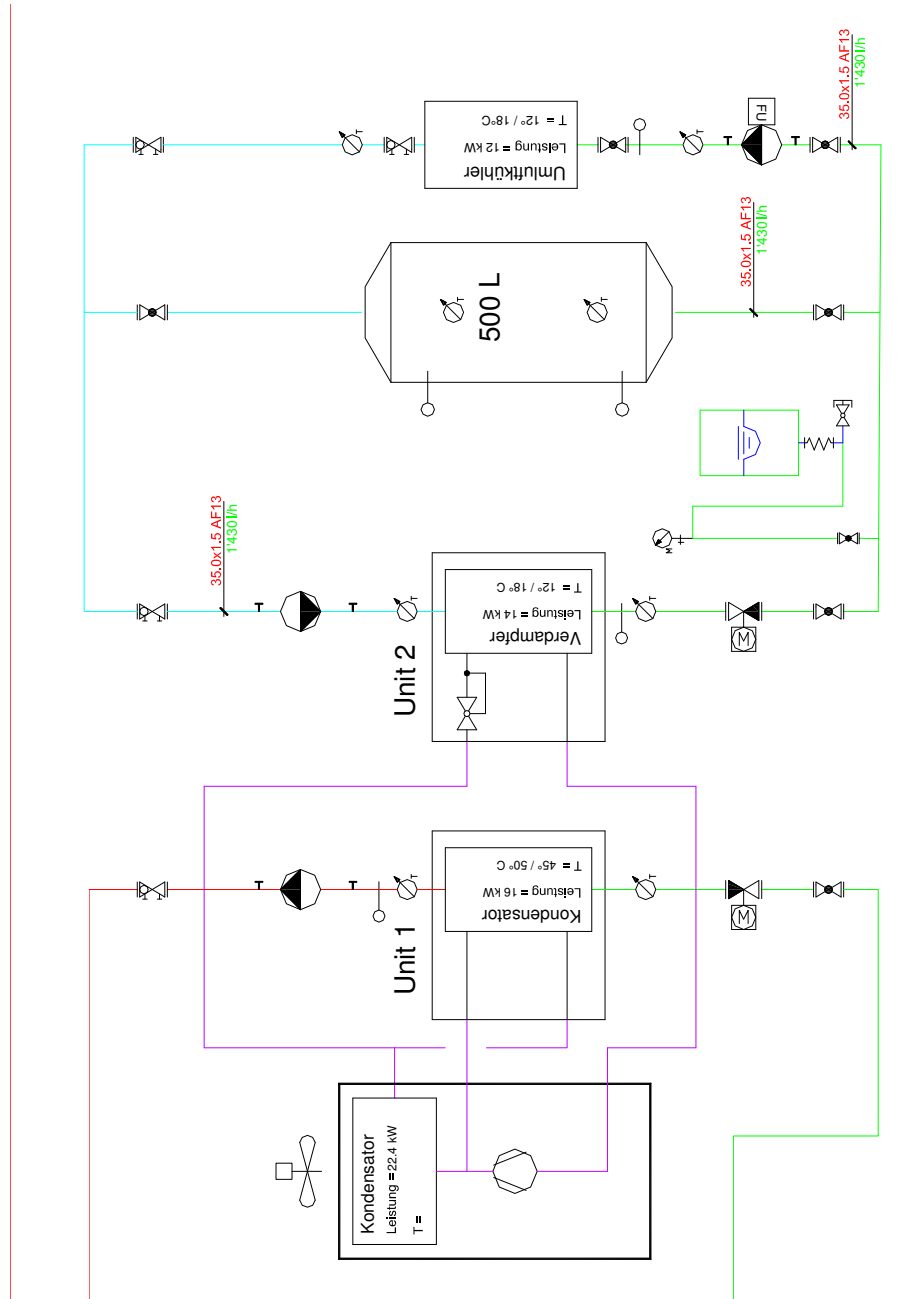 35.0x1.5 AF13
1'430l/h
FU
T
T
T
T
Umluftkühler
Leistung = 12 kW
T = 12° / 18°C
35.0x1.5 AF13
1'430l/h
500 L
T
T
M
35.0x1.5 AF13
1'430l/h
T
T
T
Unit 2
Verdampfer
Leistung = 14 kW
T = 12° / 18° C
T
M
T
T
T
Unit 1
Kondensator
Leistung = 16 kW
T = 45° / 50° C
T
M
Kondensator
Leistung = 22.4 kW
T =